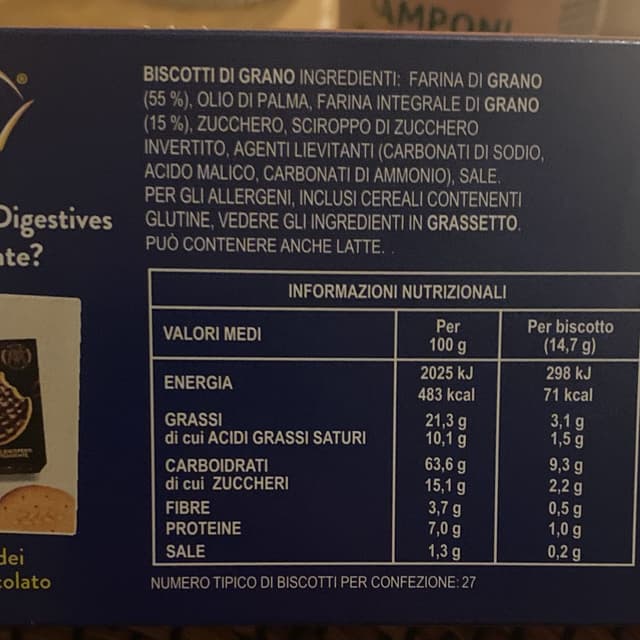 AMPONI
®
BISCOTTI DI GRANO INGREDIENTI: FARINA DI GRANO
(55 %), OLIO DI PALMA, FARINA INTEGRALE DI GRANO
(15 %), ZUCCHERO, SCIROPPO DI ZUCCHERO
INVERTITO, AGENTI LIEVITANTI (CARBONATI DI SODIO,
ACIDO MALICO, CARBONATI DI AMMONIO), SALE.
PER GLI ALLERGENI, INCLUSI CEREALI CONTENENTI
GLUTINE, VEDERE GLI INGREDIENTI IN GRASSETTO.
PUÒ CONTENERE ANCHE LATTE.
Digestives
ate?
INFORMAZIONI NUTRIZIONALI
VALORI MEDI Per 100 g Per biscotto (14,7 g)
ENERGIA 2025 kJ 298 kJ
483 kcal 71 kcal
GRASSI 21,3 g 3,1 g
di cui ACIDI GRASSI SATURI 10,1 g 1,5 g
CARBOIDRATI 63,6 g 9,3 g
di cui ZUCCHERI 15,1 g 2,2 g
FIBRE 3,7 g 0,5 g
PROTEINE 7,0 g 1,0 g
SALE 1,3 g 0,2 g
NUMERO TIPICO DI BISCOTTI PER CONFEZIONE: 27
dei
colato